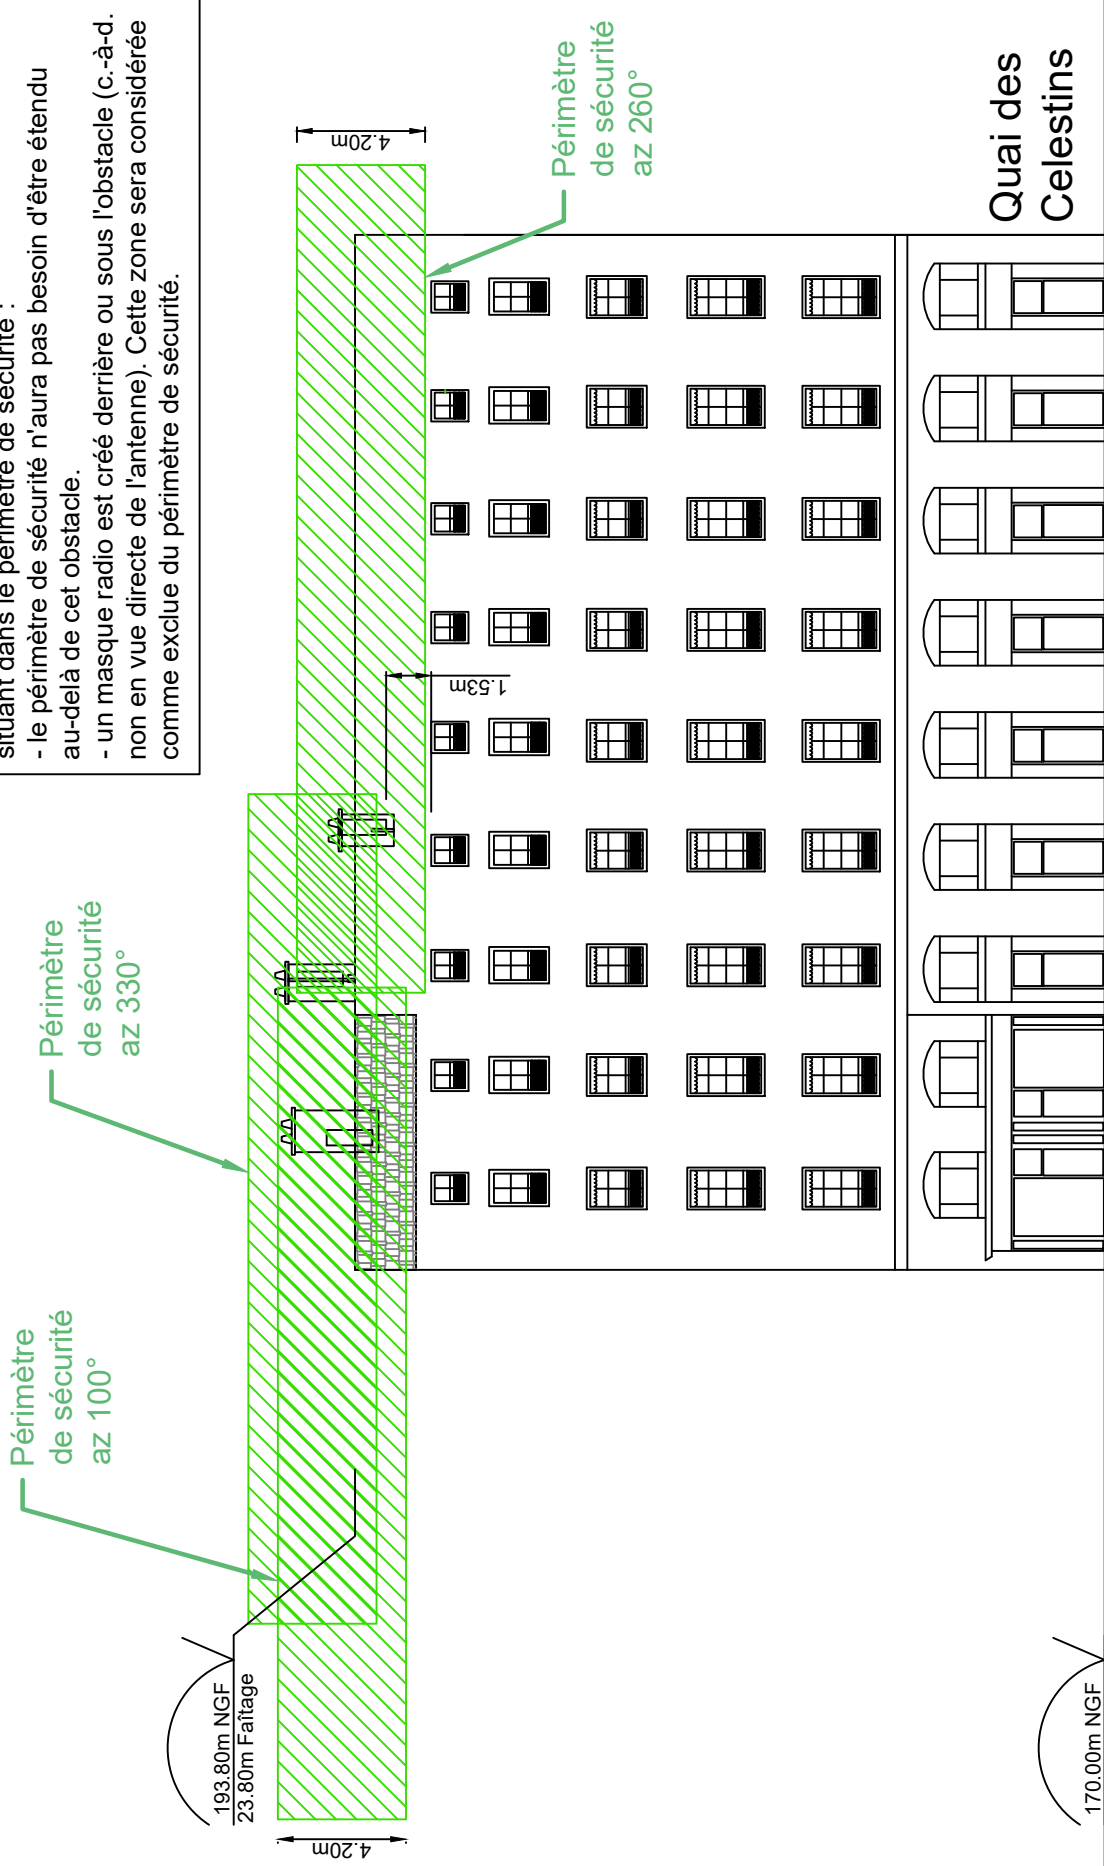 situant dans le périmètre de sécurité :
- le périmètre de sécurité n'aura pas besoin d'être étendu
au-delà de cet obstacle.
- un masque radio est créé derrière ou sous l'obstacle (c.-à-d.
non en vue directe de l'antenne). Cette zone sera considérée
comme exclue du périmètre de sécurité.
Périmètre
de sécurité
az 100°
Périmètre
de sécurité
az 330°
Périmètre
de sécurité
az 260°
4.20m
4.20m
1.53m
193.80m NGF
23.80m Faîtage
170.00m NGF
Quai des
Celestins